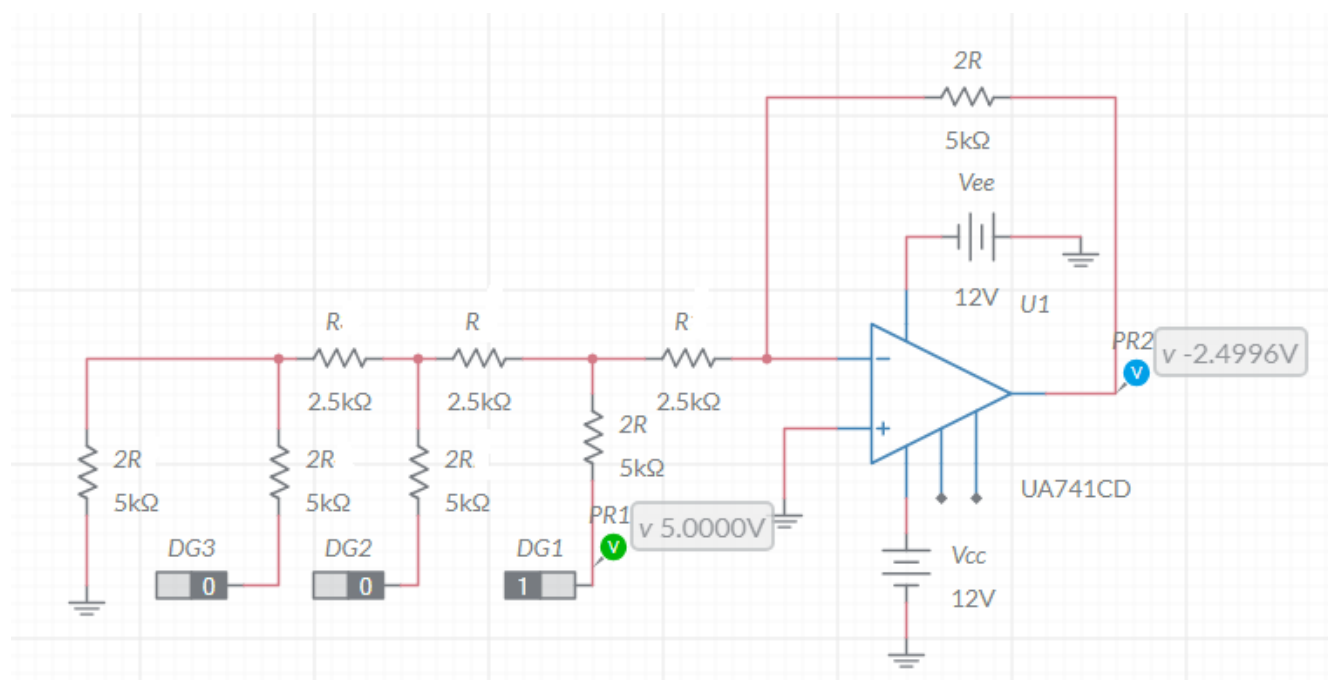 2R
5kΩ
Vee
12V
U1
PR2
v -2.4996V
R
R
R
2.5kΩ
2.5kΩ
2.5kΩ
2R
5kΩ
2R
5kΩ
2R
5kΩ
2R
5kΩ
UA741CD
PR1
v 5.0000V
DG3
DG2
DG1
0
0
1
Vcc
12V
V
V
−
+